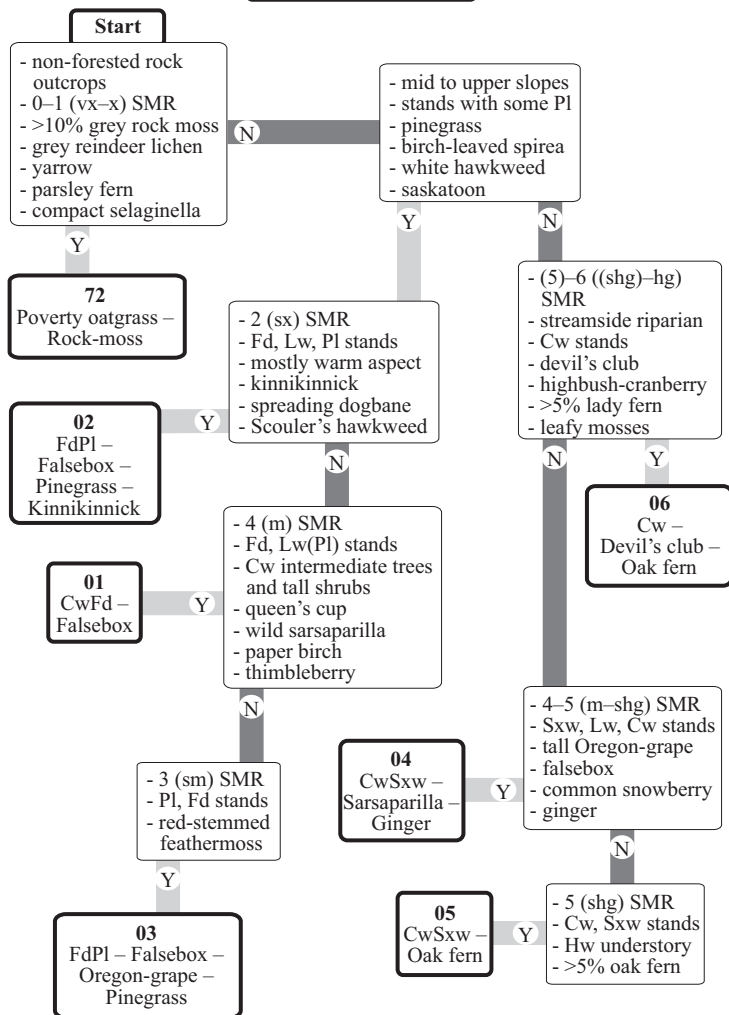 Start
- non-forested rock
outcrops
- 0–1 (vx–x) SMR
- >10% grey rock moss
- grey reindeer lichen
- yarrow
- parsley fern
- compact selaginella
N
- mid to upper slopes
- stands with some Pl
- pinegrass
- birch-leaved spirea
- white hawkweed
- saskatoon
Y
72
Poverty oatgrass –
Rock-moss
Y
N
- 2 (sx) SMR
- Fd, Lw, Pl stands
- mostly warm aspect
- kinnikinnick
- spreading dogbane
- Scouler's hawkweed
- (5)–6 ((shg)–hg)
SMR
- streamside riparian
- Cw stands
- devil's club
- highbush-cranberry
- >5% lady fern
- leafy mosses
Y
02
FdPl –
Falsebox –
Pinegrass –
Kinnikinnick
N
N
Y
06
Cw –
Devil's club –
Oak fern
- 4 (m) SMR
- Fd, Lw(Pl) stands
- Cw intermediate trees
and tall shrubs
- queen's cup
- wild sarsaparilla
- paper birch
- thimbleberry
Y
01
CwFd –
Falsebox
N
- 4–5 (m–shg) SMR
- Sxw, Lw, Cw stands
- tall Oregon-grape
- falsebox
- common snowberry
- ginger
Y
04
CwSxw –
Sarsaparilla –
Ginger
- 3 (sm) SMR
- Pl, Fd stands
- red-stemmed
feathermoss
N
Y
03
FdPl – Falsebox –
Oregon-grape –
Pinegrass
- 5 (shg) SMR
- Cw, Sxw stands
- Hw understory
- >5% oak fern
Y
05
CwSxw –
Oak fern